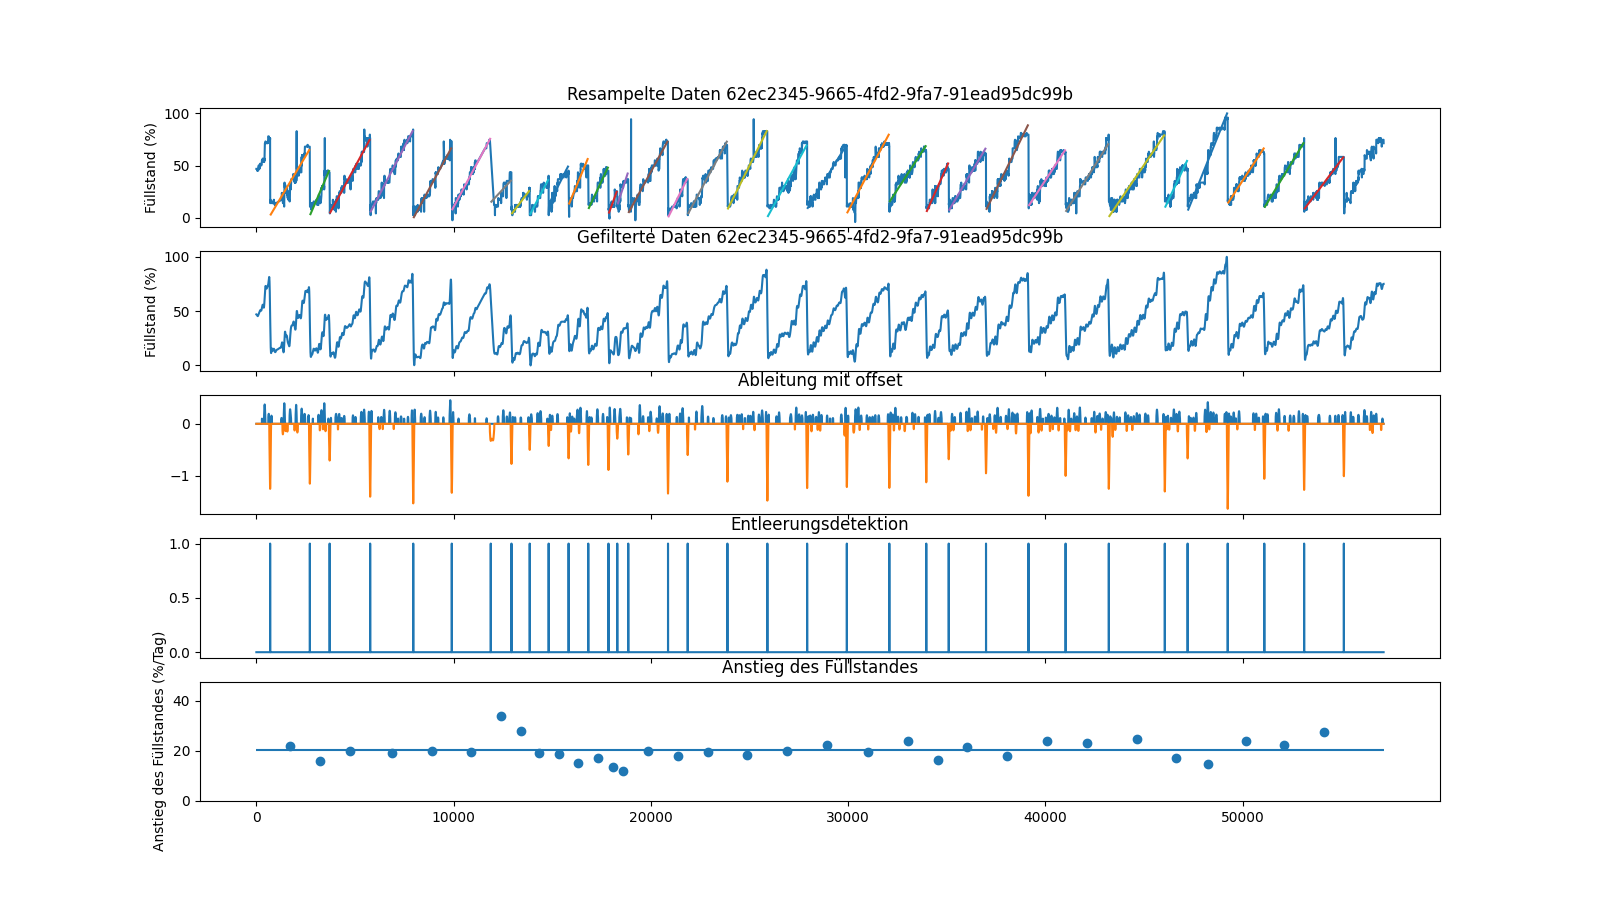 Resampelte Daten 62ec2345-9665-4fd2-9fa7-91ead95dc99b
100
50
0
Füllstand (%)
Gefilterte Daten 62ec2345-9665-4fd2-9fa7-91ead95dc99b
100
50
0
Füllstand (%)
Ableitung mit offset
0
−1
Entleerungsdetektion
1.0
0.5
0.0
Anstieg des Füllstandes
40
20
0
Anstieg des Füllstandes (%/Tag)
0 10000 20000 30000 40000 50000